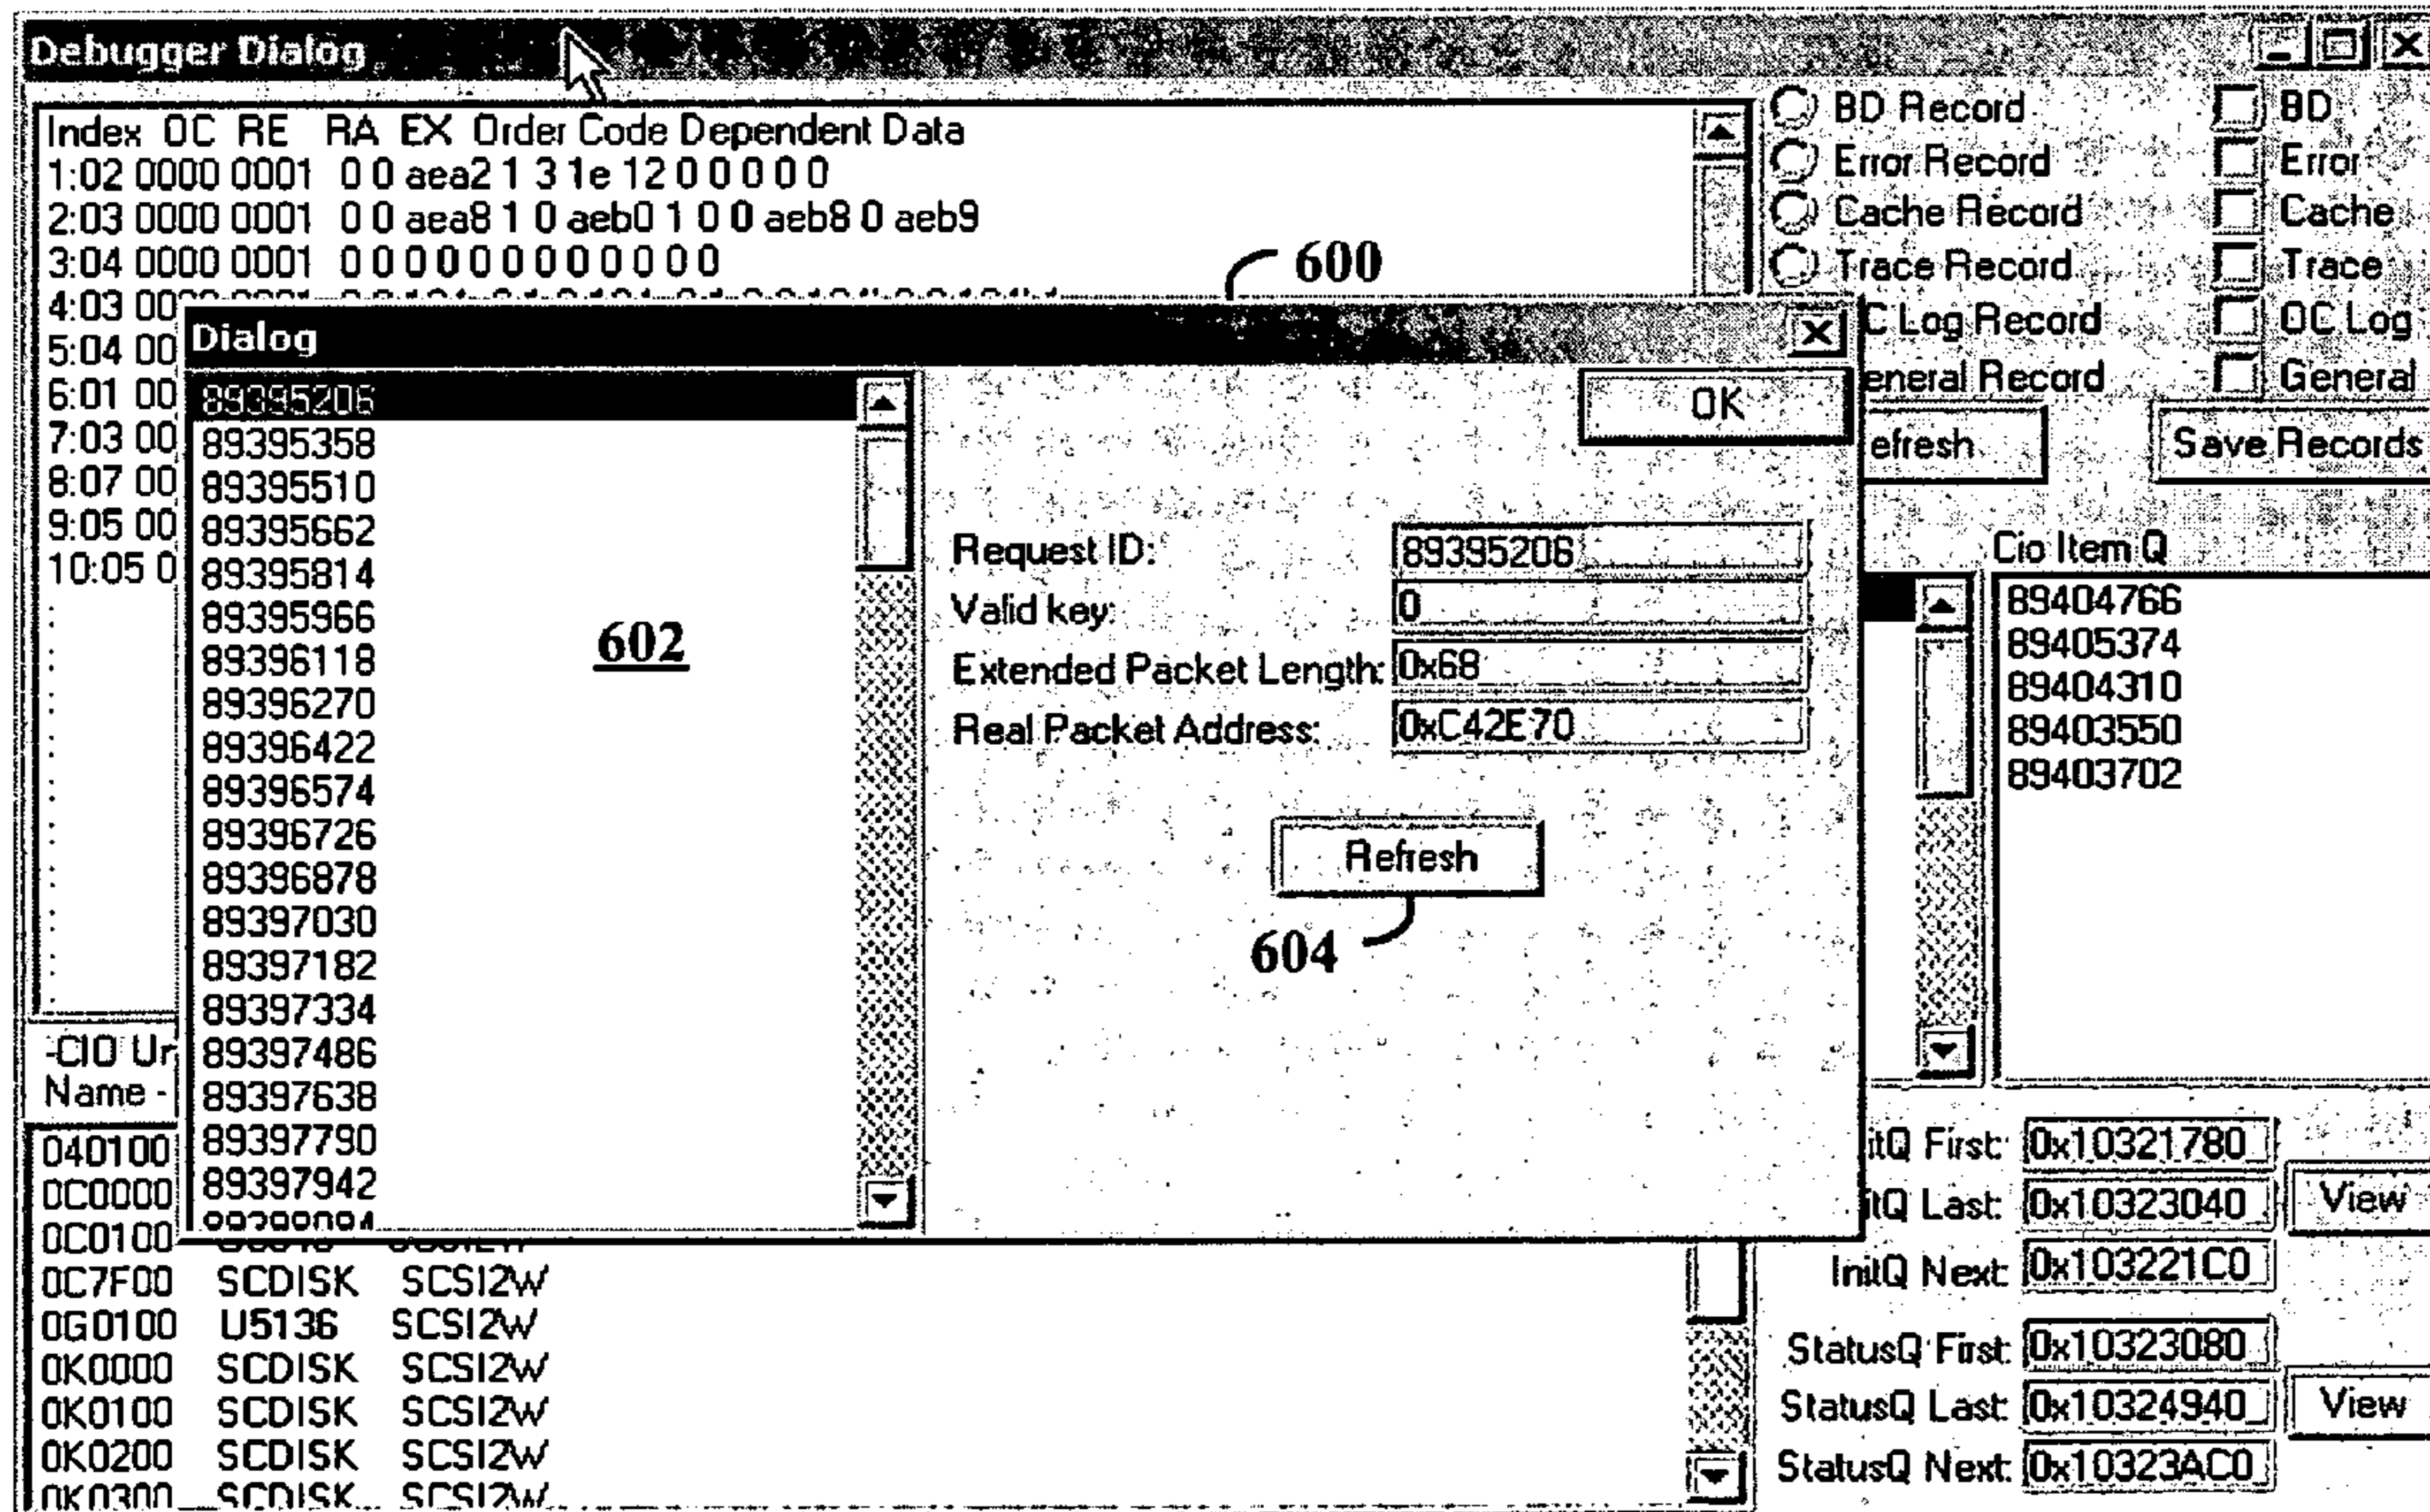 Debugger Dialog
Index OC RE RA EX Order Code Dependent Data
1:02 0000 0001 0 0 aea2 1 3 1e 12 0 0 0 0 0
2:03 0000 0001 0 0 aea8 1 0 aeb0 1 0 0 aeb8 0 aeb9
3:04 0000 0001 0 0 0 0 0 0 0 0 0 0 0 0
4:03 00
5:04 00
6:01 00
7:03 00
8:07 00
9:05 00
10:05 0
BD Record
Error Record
Cache Record
Trace Record
C Log Record
eneral Record
BD
Error
Cache
Trace
OC Log
General
efresh
Save Records
600
Dialog
OK
89395206
89395358
89395510
89395662
89395814
89395966
89396118
89396270
89396422
89396574
89396726
89396878
89397030
89397182
89397334
89397486
89397638
89397790
89397942
602
Request ID: 89395206
Valid key: 0
Extended Packet Length: 0x68
Real Packet Address: 0xC42E70
Refresh
604
Cio Item Q
89404766
89405374
89404310
89403550
89403702
-CIO Ur
Name -
040100
0C0000
0C0100
0C7F00 SCDISK SCSI2W
0G0100 U5136 SCSI2W
0K0000 SCDISK SCSI2W
0K0100 SCDISK SCSI2W
0K0200 SCDISK SCSI2W
0K0300 SCDISK SCSI2W
itQ First: 0x10321780
itQ Last: 0x10323040
View
InitQ Next: 0x103221C0
StatusQ First: 0x10323080
StatusQ Last: 0x10324940
View
StatusQ Next: 0x10323AC0